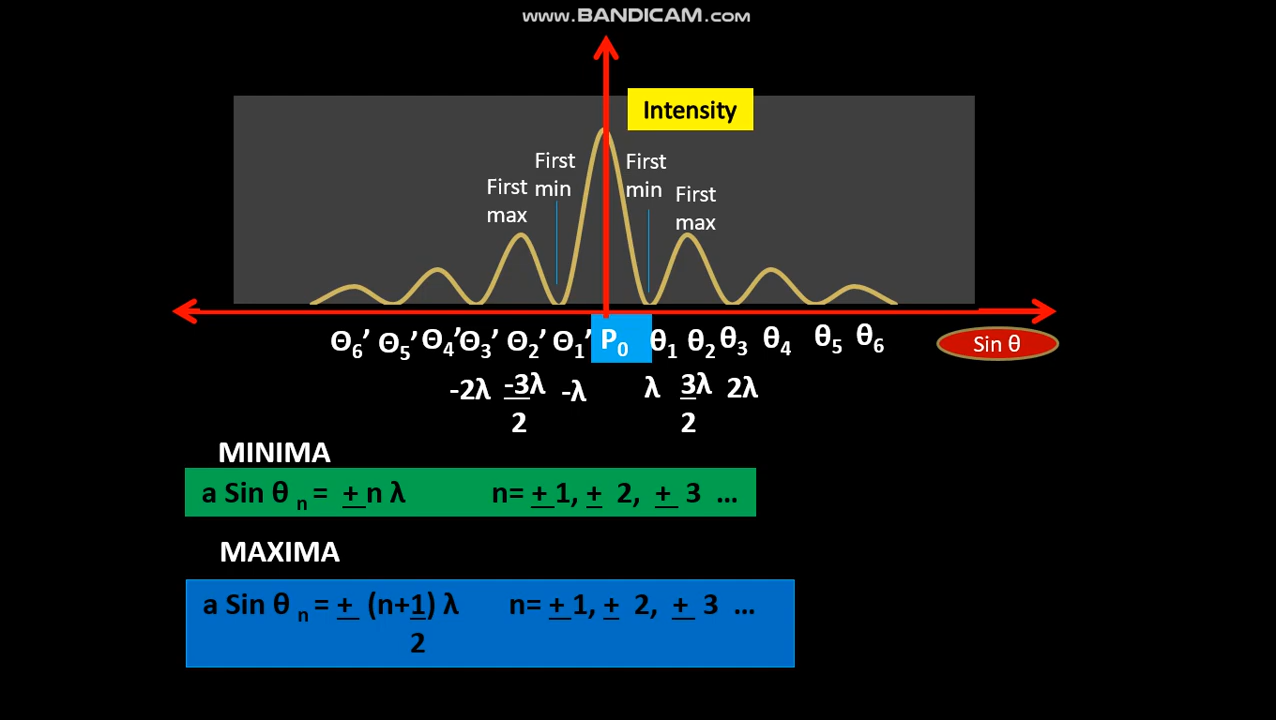 www.BANDICAM.com
Intensity
First min
First min
First max
First max
Θ6’ Θ5’ Θ4’ Θ3’ Θ2’ Θ1’ P0 θ1 θ2 θ3 θ4 θ5 θ6
Sin θ
-2λ -3/2 λ -λ λ 3/2 λ 2λ
MINIMA
a Sin θ n = ± n λ n= ± 1, ± 2, ± 3 ...
MAXIMA
a Sin θ n = ± (n+1/2) λ n= ± 1, ± 2, ± 3 ...